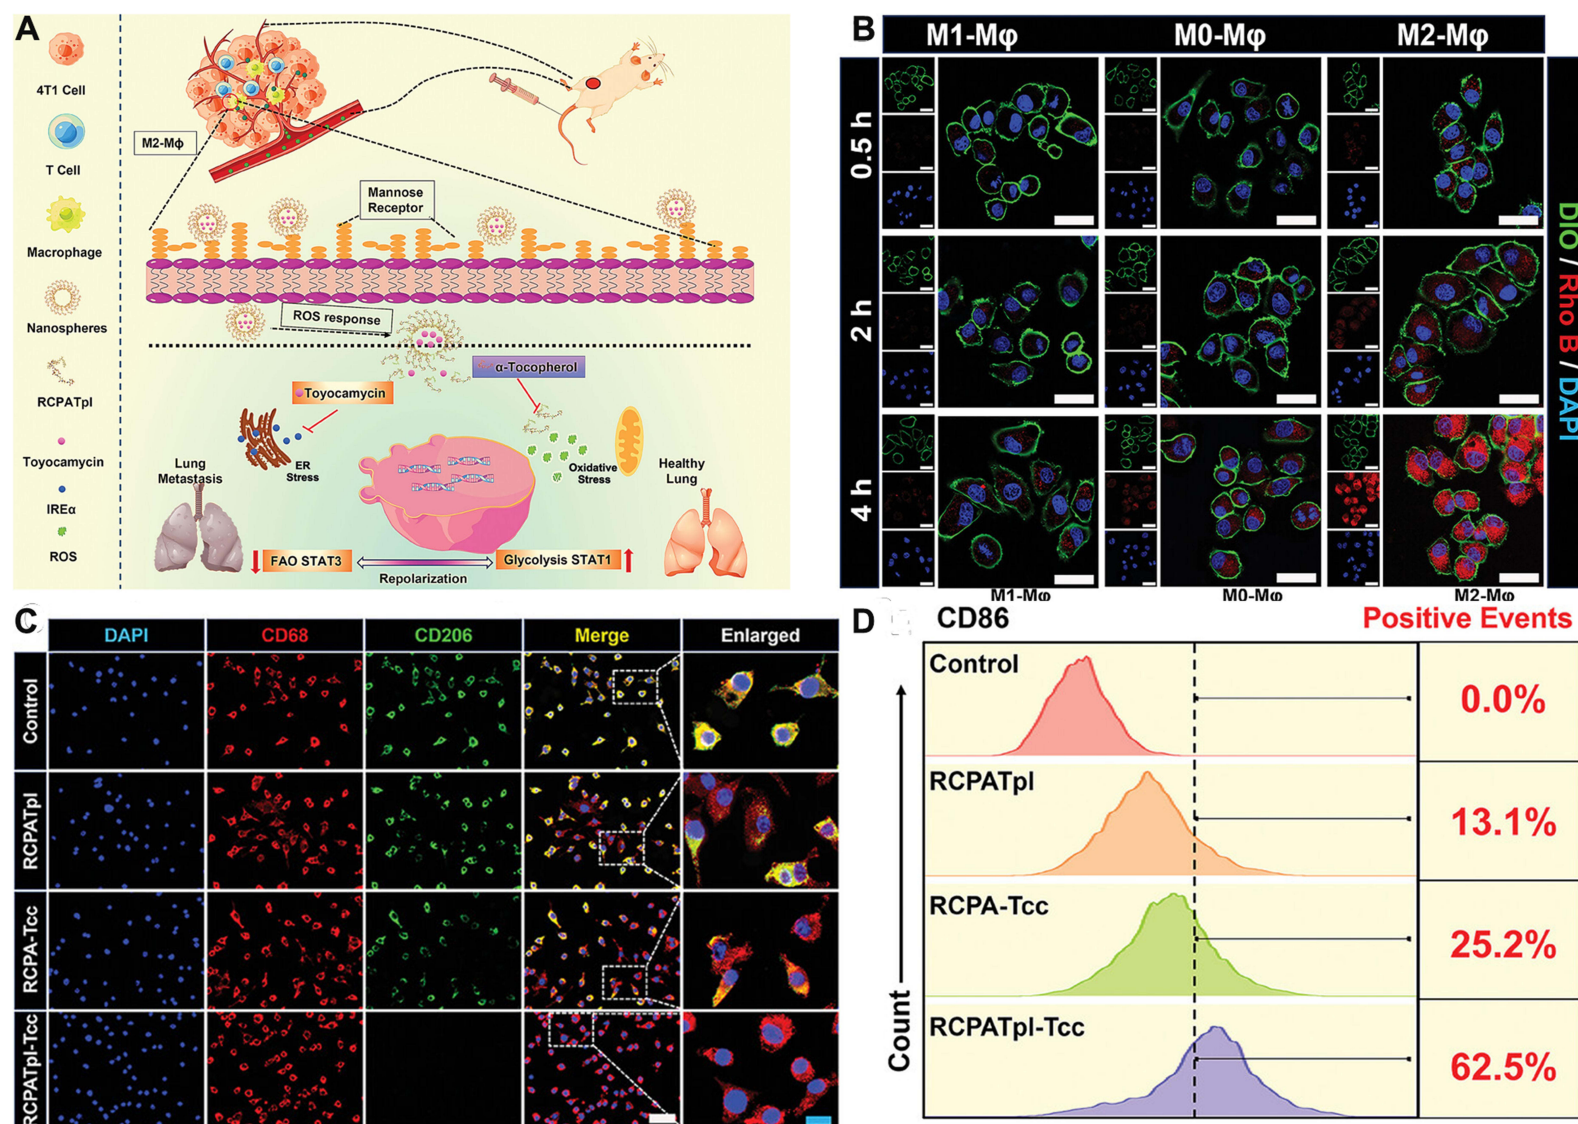 A
4T1 Cell
T Cell
Macrophage
Nanospheres
RCPATpl
Toyocamycin
IREα
ROS
M2-Mϕ
Mannose
Receptor
ROS response
α-Tocopherol
Toyocamycin
ER
Stress
Oxidative
Stress
Lung
Metastasis
Healthy
Lung
FAO STAT3
Repolarization
Glycolysis STAT1
B
M1-Mφ
M0-Mφ
M2-Mφ
0.5 h
2 h
4 h
DIO / Rho B / DAPI
M1-Mφ
M0-Mφ
M2-Mφ
C
DAPI
CD68
CD206
Merge
Enlarged
Control
RCPATpl
RCPA-Tcc
RCPATpl-Tcc
D
CD86
Positive Events
Count
Control
0.0%
RCPATpl
13.1%
RCPA-Tcc
25.2%
RCPATpl-Tcc
62.5%